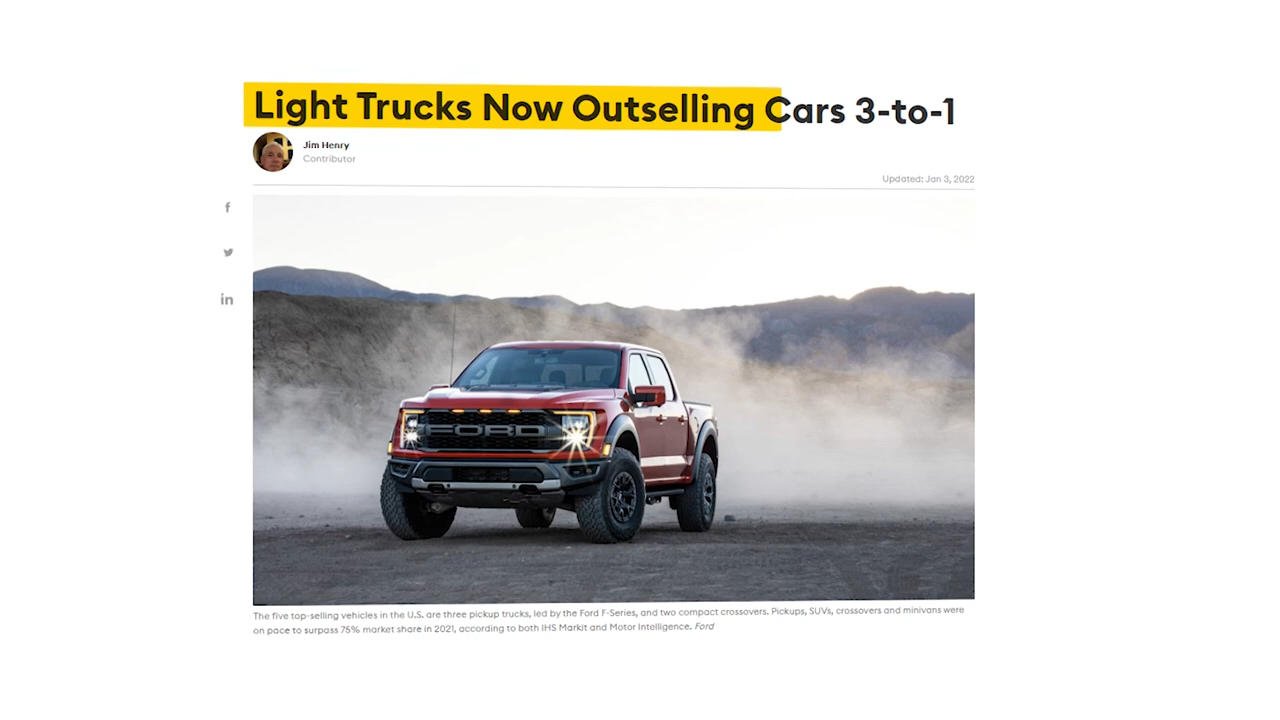 Light Trucks Now Outselling Cars 3-to-1
Jim Henry
Contributor
Updated: Jan 3, 2022
f
in
FORD
The five top-selling vehicles in the U.S. are three pickup trucks, led by the Ford F-Series, and two compact crossovers. Pickups, SUVs, crossovers and minivans were
on pace to surpass 75% market share in 2021, according to both IHS Markit and Motor Intelligence. Ford